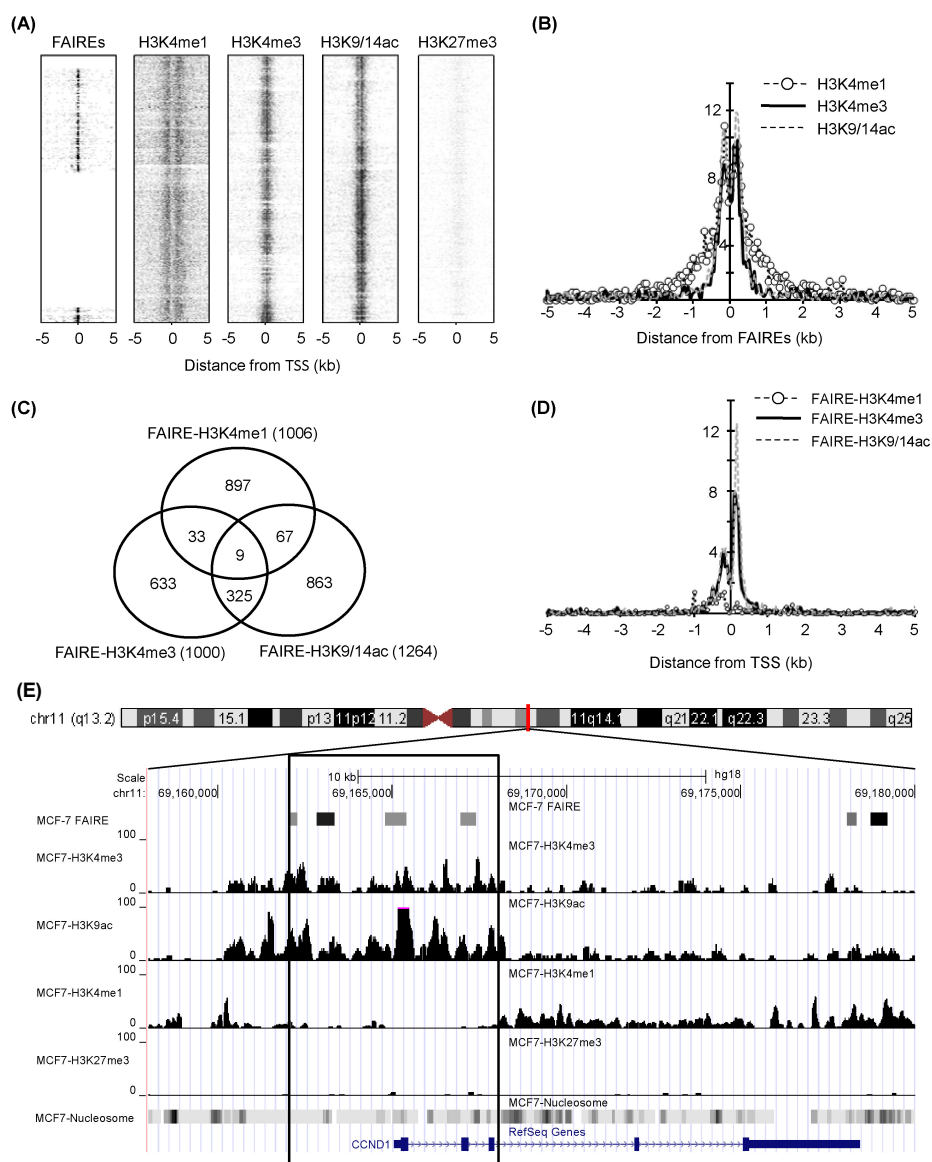 (A)
FAIREs H3K4me1 H3K4me3 H3K9/14ac H3K27me3
-5 0 5 -5 0 5 -5 0 5 -5 0 5 -5 0 5
Distance from TSS (kb)
(B)
H3K4me1
H3K4me3
H3K9/14ac
12
8
4
-5 -4 -3 -2 -1 0 1 2 3 4 5
Distance from FAIREs (kb)
(C)
FAIRE-H3K4me1 (1006)
897
33 67
9
633 863
325
FAIRE-H3K4me3 (1000) FAIRE-H3K9/14ac (1264)
(D)
FAIRE-H3K4me1
FAIRE-H3K4me3
FAIRE-H3K9/14ac
12
8
4
-5 -4 -3 -2 -1 0 1 2 3 4 5
Distance from TSS (kb)
(E)
chr11 (q13.2) p15.4 15.1 p13 11p12 11.2 11q14.1 q21 22.1 q22.3 23.3 q25
Scale 10 kb hg18
chr11: 69,160,000 69,165,000 69,170,000 69,175,000 69,180,000
MCF-7 FAIRE
MCF-7 FAIRE
100
MCF7-H3K4me3
MCF7-H3K4me3
0
100
MCF7-H3K9ac
MCF7-H3K9ac
0
100
MCF7-H3K4me1
MCF7-H3K4me1
0
100
MCF7-H3K27me3
MCF7-H3K27me3
0
MCF7-Nucleosome
MCF7-Nucleosome
RefSeq Genes
CCND1